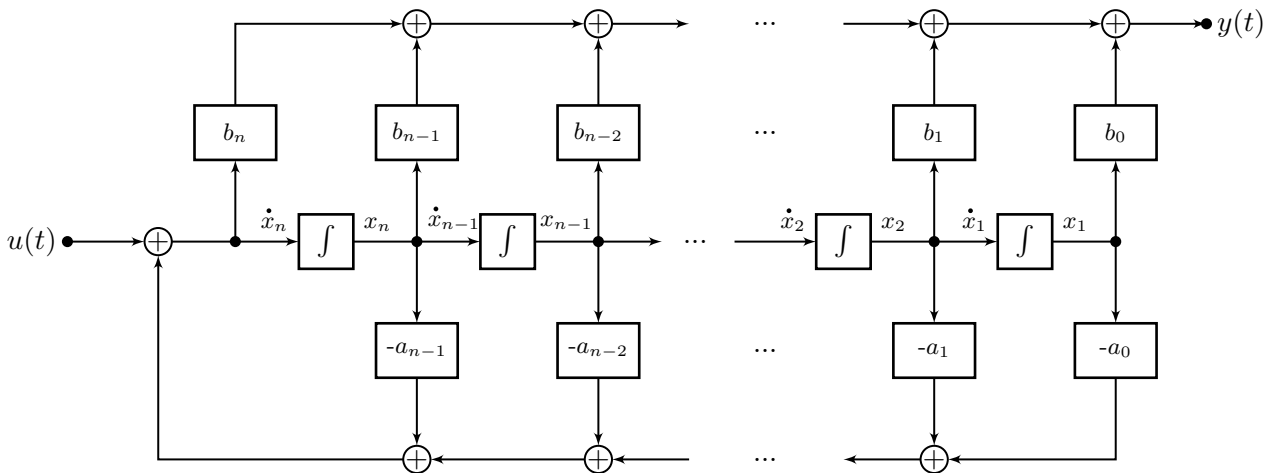 ... y(t)
b_n b_{n−1} b_{n−2} ... b_1 b_0
u(t) ẋ_n ∫ x_n ẋ_{n−1} ∫ x_{n−1} ... ẋ_2 ∫ x_2 ẋ_1 ∫ x_1
-a_{n−1} -a_{n−2} ... -a_1 -a_0
...